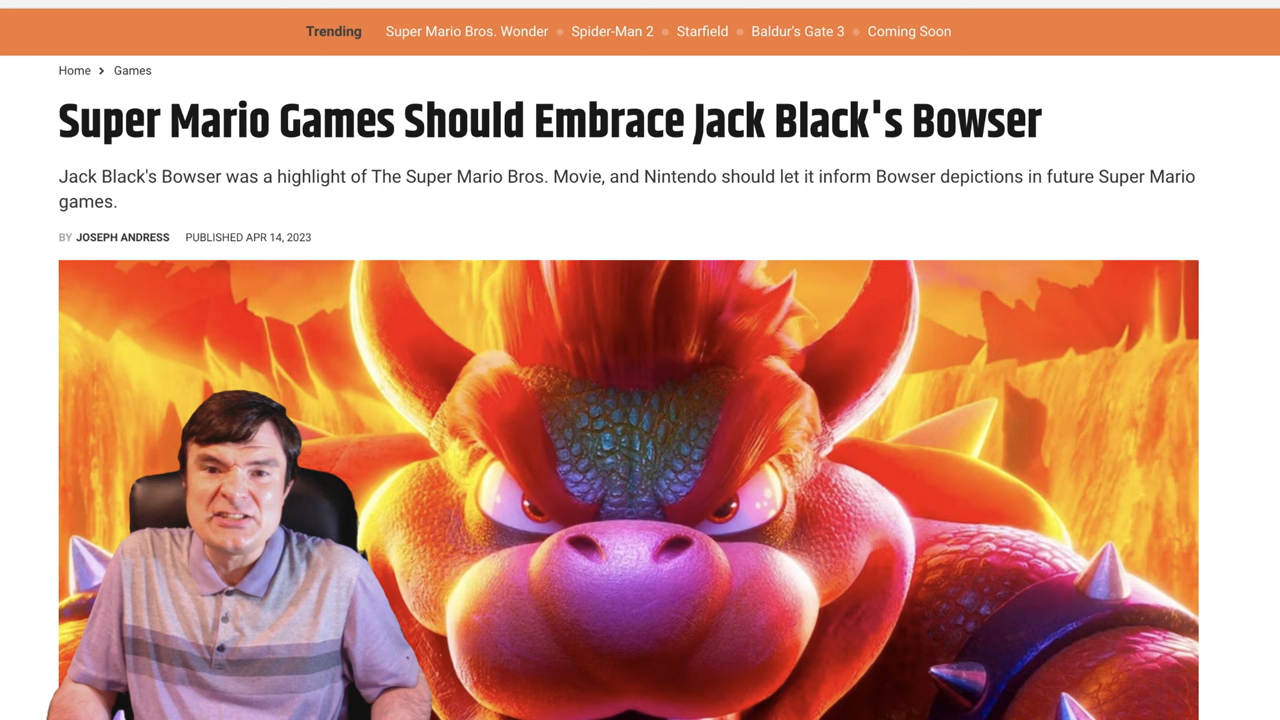 Trending Super Mario Bros. Wonder Spider-Man 2 Starfield Baldur's Gate 3 Coming Soon
Home Games
Super Mario Games Should Embrace Jack Black's Bowser
Jack Black's Bowser was a highlight of The Super Mario Bros. Movie, and Nintendo should let it inform Bowser depictions in future Super Mario
games.
BY JOSEPH ANDRESS PUBLISHED APR 14, 2023